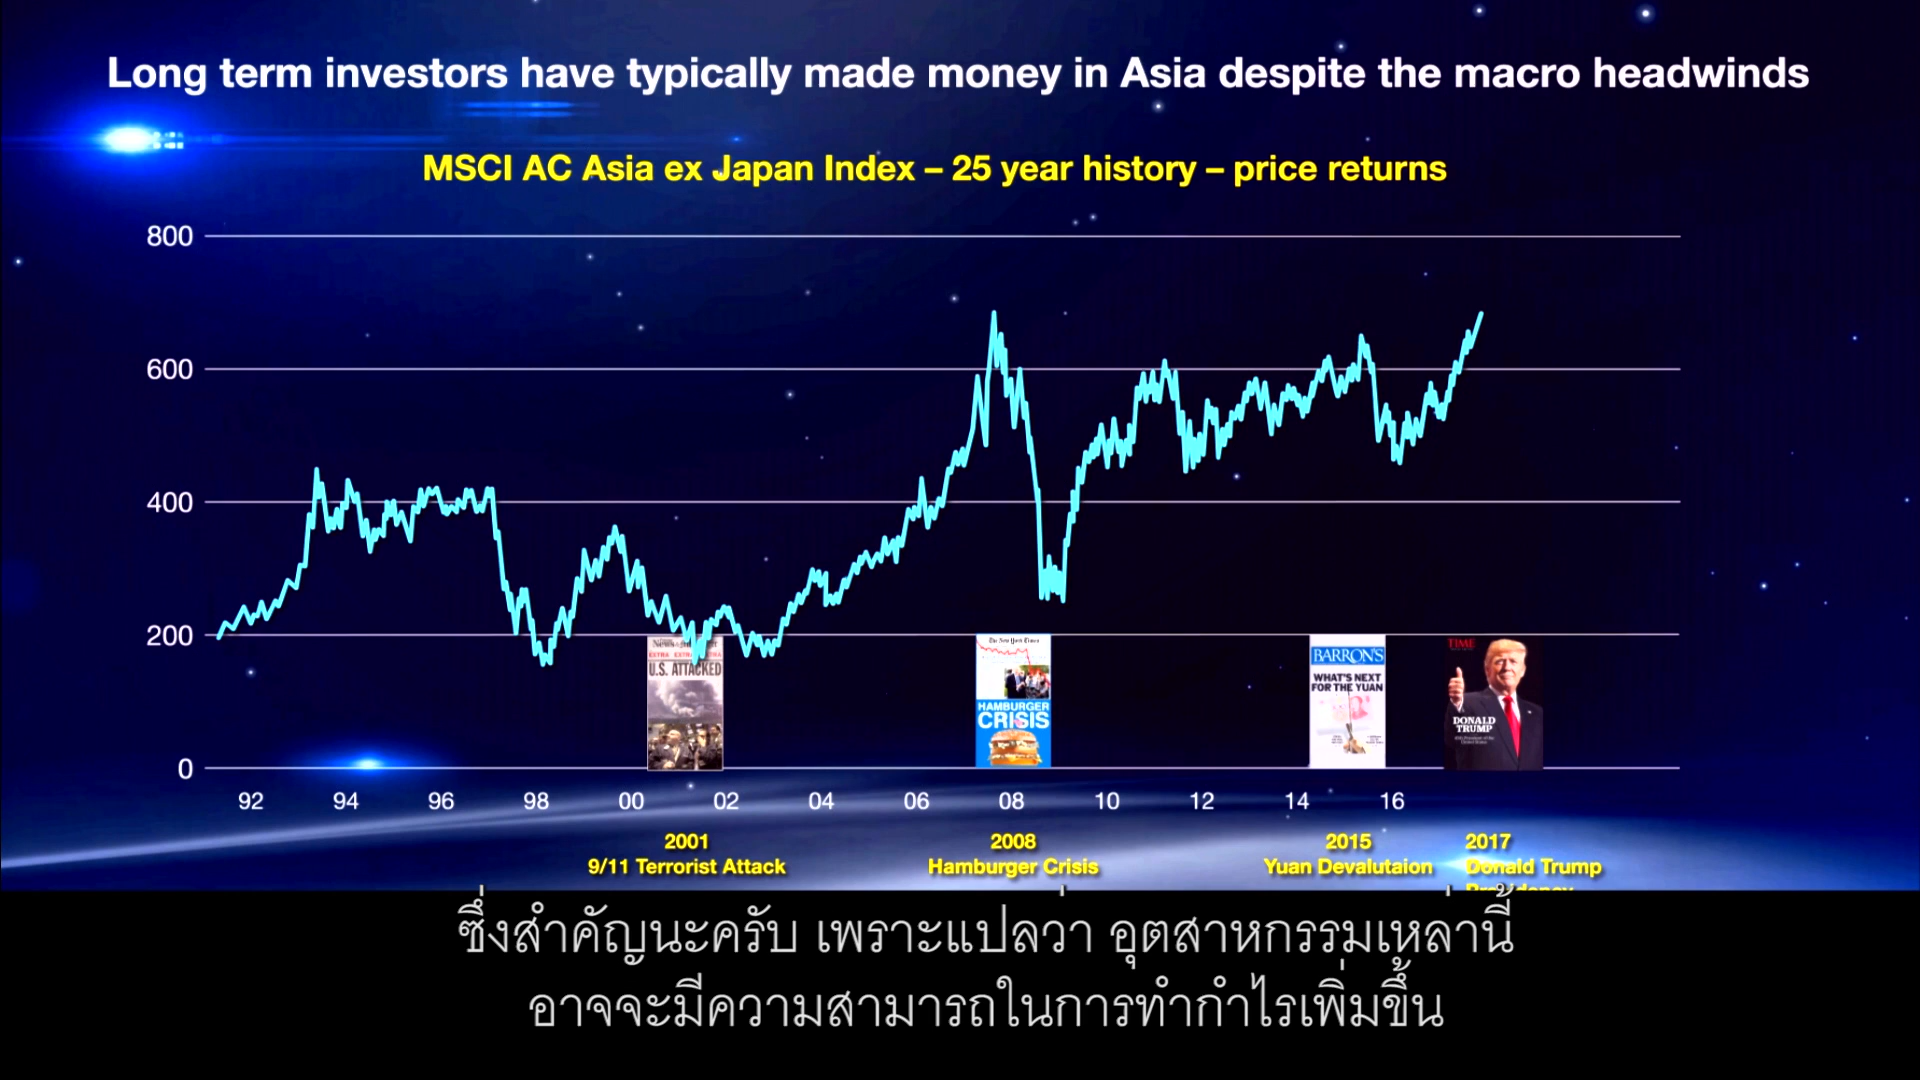 Long term investors have typically made money in Asia despite the macro headwinds
MSCI AC Asia ex Japan Index – 25 year history – price returns
800
600
400
200
0
EXTRA
U.S. ATTACKED
The New York Times
HAMBURGER
CRISIS
BARRON'S
WHAT'S NEXT
FOR THE YUAN
TIME
DONALD
TRUMP
92 94 96 98 00 02 04 06 08 10 12 14 16
2001
9/11 Terrorist Attack
2008
Hamburger Crisis
2015
Yuan Devalutaion
2017
Donald Trump
Presidency
ซึ่งสำคัญนะครับ เพราะแปลว่า อุตสาหกรรมเหล่านี้
อาจจะมีความสามารถในการทำกำไรเพิ่มขึ้น